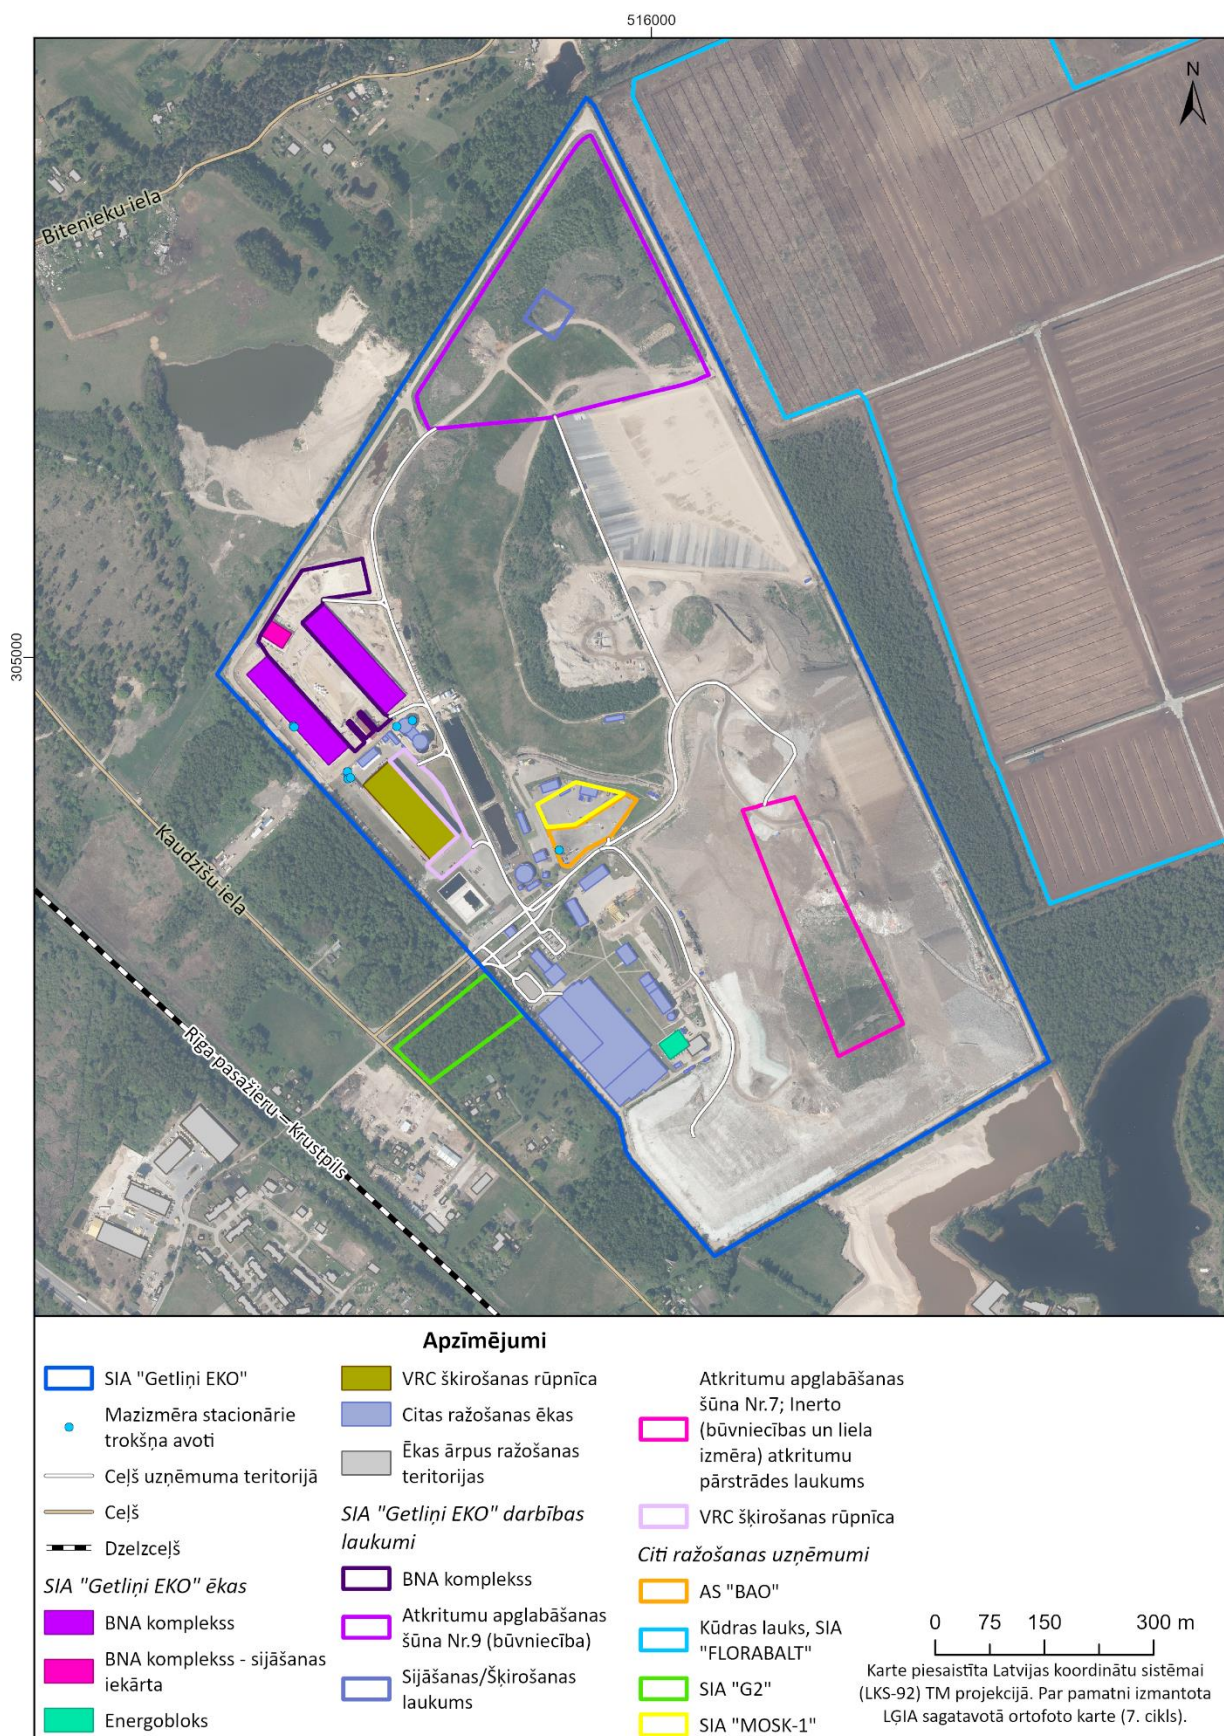 516000
N
Bitenieku iela
305000
Kaudzīšu iela
Rīga pasažieru – Krustpils
Apzīmējumi
SIA "Getliņi EKO"
Mazizmēra stacionārie
trokšņa avoti
Ceļš uzņēmuma teritorijā
Ceļš
Dzelzceļš
SIA "Getliņi EKO" ēkas
BNA komplekss
BNA komplekss - sijāšanas
iekārta
Energobloks
VRC šķirošanas rūpnīca
Citas ražošanas ēkas
Ēkas ārpus ražošanas
teritorijas
SIA "Getliņi EKO" darbības
laukumi
BNA komplekss
Atkritumu apglabāšanas
šūna Nr.9 (būvniecība)
Sijāšanas/Šķirošanas
laukums
Atkritumu apglabāšanas
šūna Nr.7; Inerto
(būvniecības un liela
izmēra) atkritumu
pārstrādes laukums
VRC šķirošanas rūpnīca
Citi ražošanas uzņēmumi
AS "BAO"
Kūdras lauks, SIA
"FLORABALT"
SIA "G2"
SIA "MOSK-1"
0 75 150 300 m
Karte piesaistīta Latvijas koordinātu sistēmai
(LKS-92) TM projekcijā. Par pamatni izmantota
LĢIA sagatavotā ortofoto karte (7. cikls).